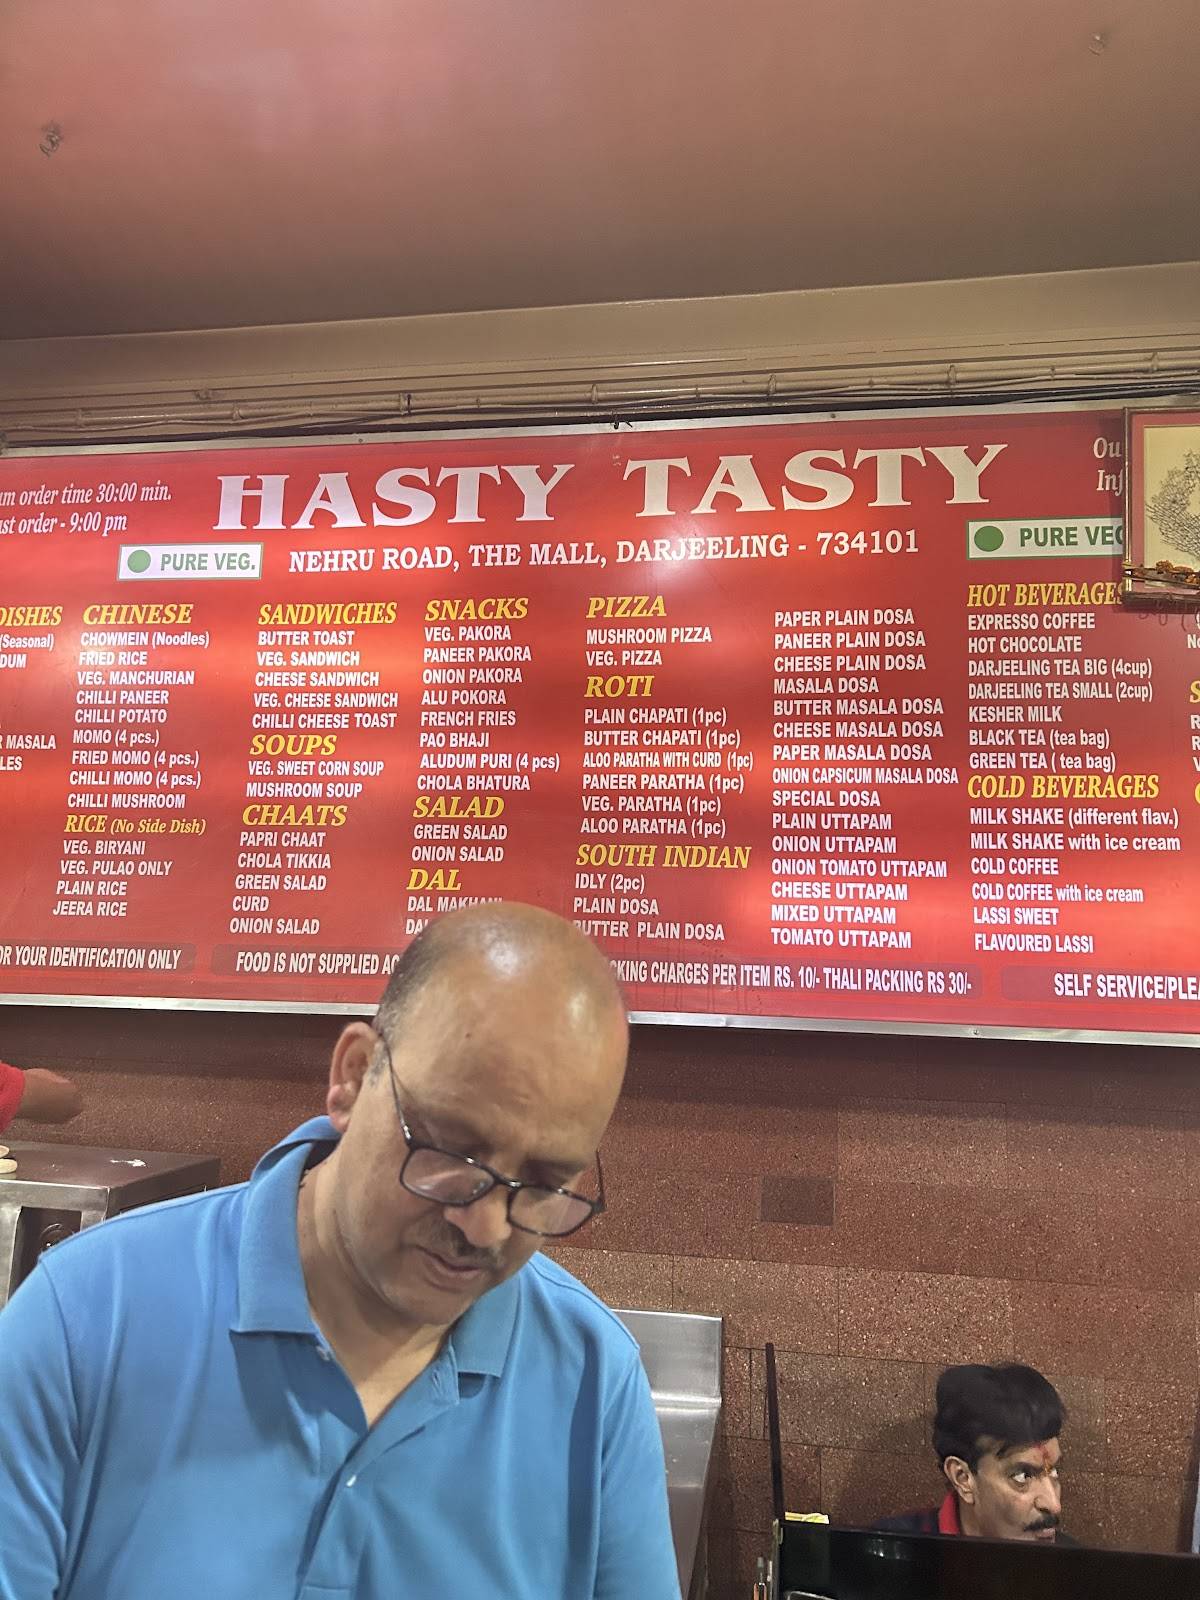 HASTY TASTY
um order time 30:00 min.
ast order - 9:00 pm
PURE VEG.
NEHRU ROAD, THE MALL, DARJEELING - 734101
PURE VEG
Ou
Inf
DISHES
(Seasonal)
DUM
R MASALA
LES
CHINESE
CHOWMEIN (Noodles)
FRIED RICE
VEG. MANCHURIAN
CHILLI PANEER
CHILLI POTATO
MOMO (4 pcs.)
FRIED MOMO (4 pcs.)
CHILLI MOMO (4 pcs.)
CHILLI MUSHROOM
RICE (No Side Dish)
VEG. BIRYANI
VEG. PULAO ONLY
PLAIN RICE
JEERA RICE
SANDWICHES
BUTTER TOAST
VEG. SANDWICH
CHEESE SANDWICH
VEG. CHEESE SANDWICH
CHILLI CHEESE TOAST
SOUPS
VEG. SWEET CORN SOUP
MUSHROOM SOUP
CHAATS
PAPRI CHAAT
CHOLA TIKKIA
GREEN SALAD
CURD
ONION SALAD
SNACKS
VEG. PAKORA
PANEER PAKORA
ONION PAKORA
ALU POKORA
FRENCH FRIES
PAO BHAJI
ALUDUM PURI (4 pcs)
CHOLA BHATURA
SALAD
GREEN SALAD
ONION SALAD
DAL
DAL MAKHANI
DAL
PIZZA
MUSHROOM PIZZA
VEG. PIZZA
ROTI
PLAIN CHAPATI (1pc)
BUTTER CHAPATI (1pc)
ALOO PARATHA WITH CURD (1pc)
PANEER PARATHA (1pc)
VEG. PARATHA (1pc)
ALOO PARATHA (1pc)
SOUTH INDIAN
IDLY (2pc)
PLAIN DOSA
BUTTER PLAIN DOSA
PAPER PLAIN DOSA
PANEER PLAIN DOSA
CHEESE PLAIN DOSA
MASALA DOSA
BUTTER MASALA DOSA
CHEESE MASALA DOSA
PAPER MASALA DOSA
ONION CAPSICUM MASALA DOSA
SPECIAL DOSA
PLAIN UTTAPAM
ONION UTTAPAM
ONION TOMATO UTTAPAM
CHEESE UTTAPAM
MIXED UTTAPAM
TOMATO UTTAPAM
HOT BEVERAGES
EXPRESSO COFFEE
HOT CHOCOLATE
DARJEELING TEA BIG (4cup)
DARJEELING TEA SMALL (2cup)
KESHER MILK
BLACK TEA (tea bag)
GREEN TEA ( tea bag)
COLD BEVERAGES
MILK SHAKE (different flav.)
MILK SHAKE with ice cream
COLD COFFEE
COLD COFFEE with ice cream
LASSI SWEET
FLAVOURED LASSI
OR YOUR IDENTIFICATION ONLY
FOOD IS NOT SUPPLIED AC
CKING CHARGES PER ITEM RS. 10/- THALI PACKING RS 30/-
SELF SERVICE/PLEA